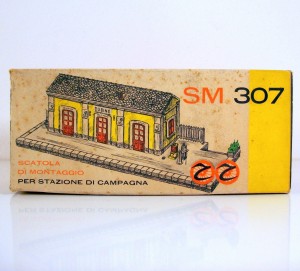 SM. 307
SCATOLA
DI MONTAGGIO
PER STAZIONE DI CAMPAGNA